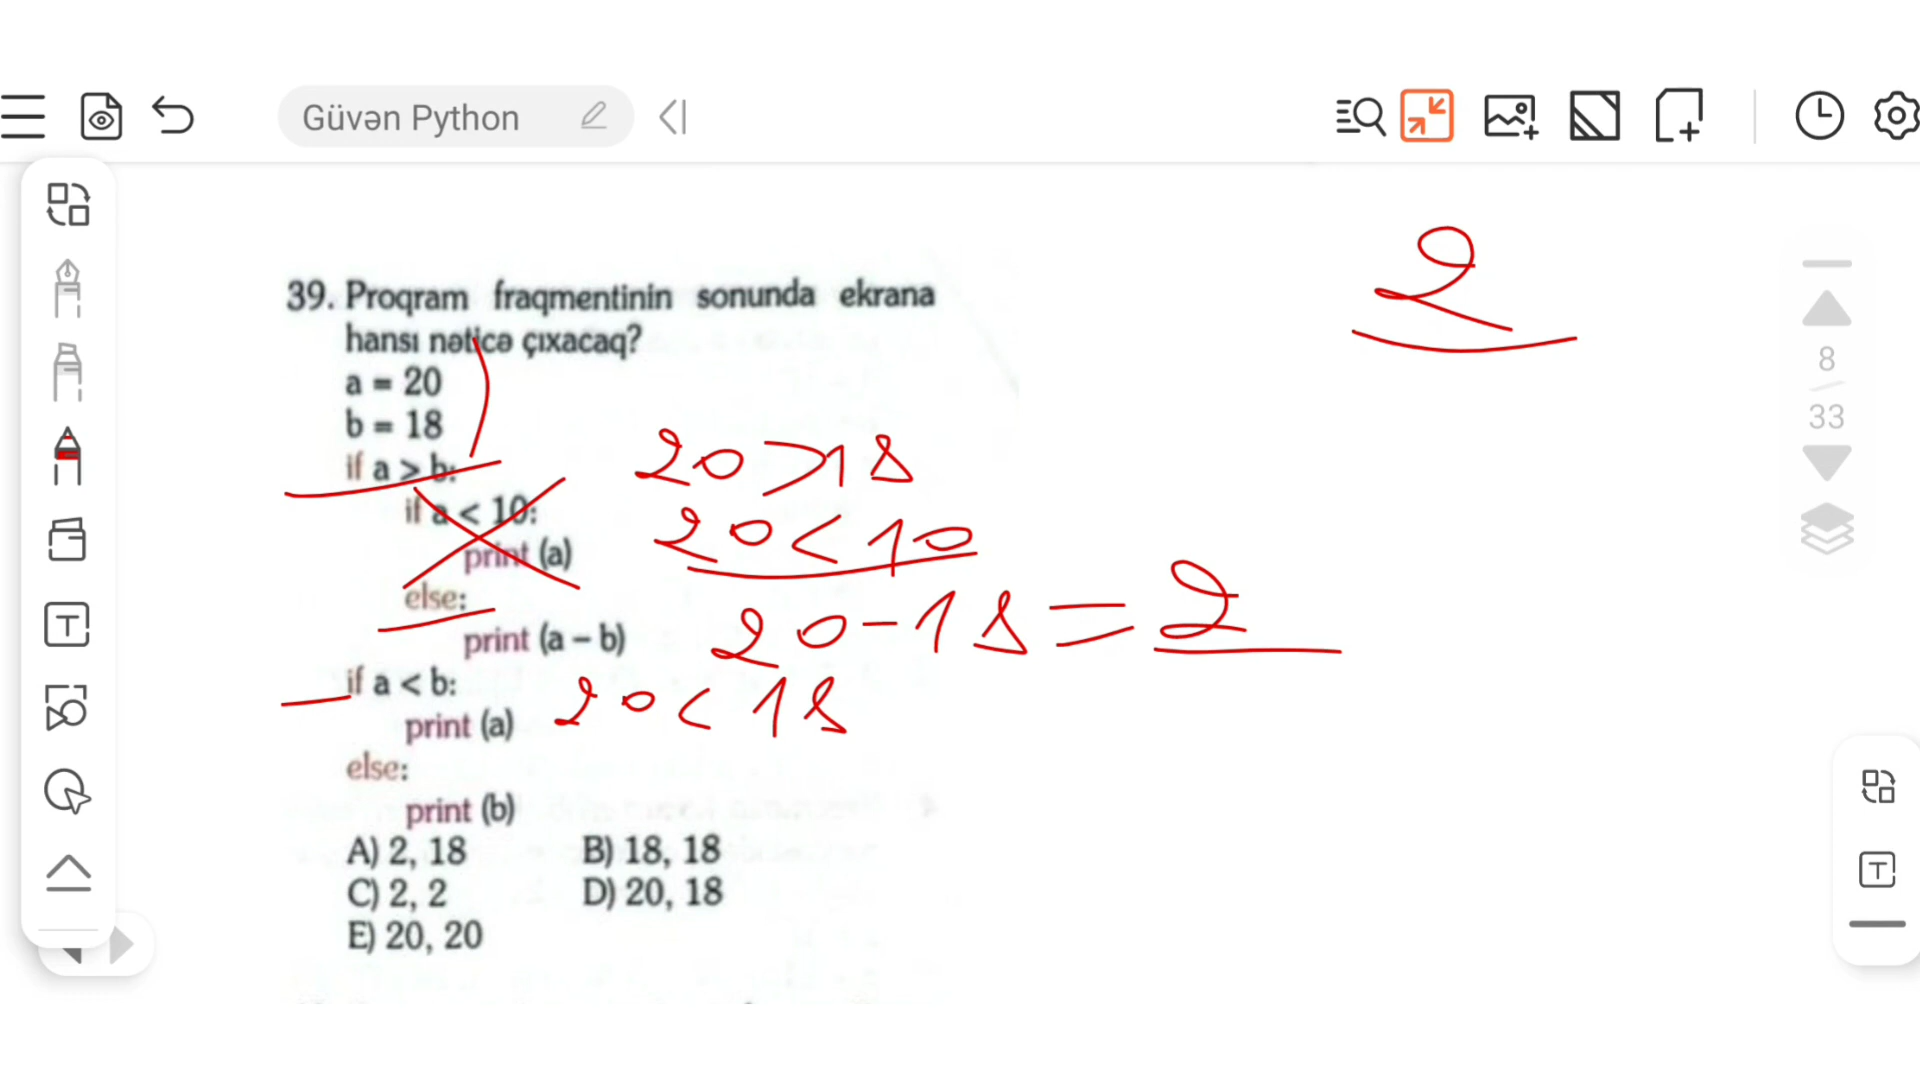 Güvən Python
2
8
33
39. Proqram fraqmentinin sonunda ekrana
hansı nəticə çıxacaq?
a = 20
b = 18
if a > b:
20 > 18
if a < 10:
20 < 10
print (a)
else:
print (a – b)
20 - 18 = 2
if a < b:
20 < 18
print (a)
else:
print (b)
A) 2, 18 B) 18, 18
C) 2, 2 D) 20, 18
E) 20, 20